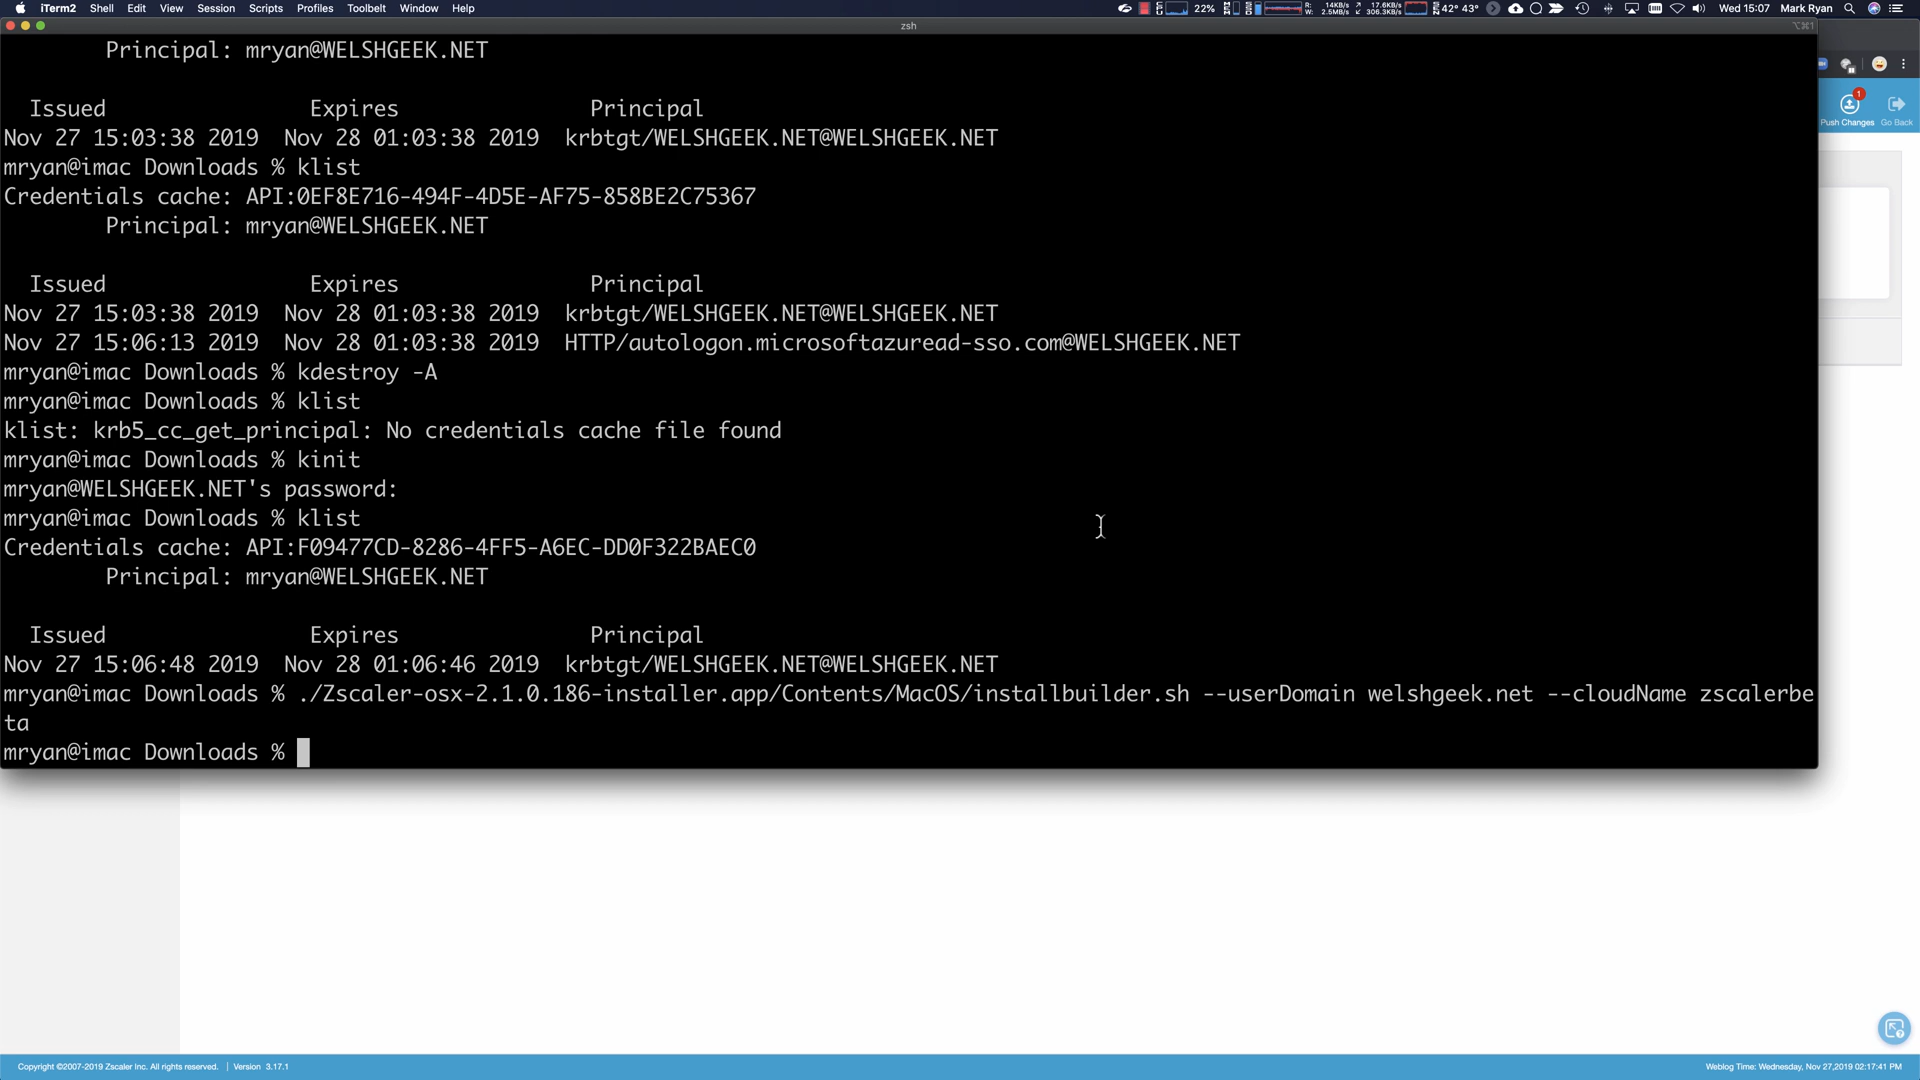 iTerm2 Shell Edit View Session Scripts Profiles Toolbelt Window Help 22% 14KB/s 2.5MB/s 17.6KB/s 306.3KB/s 42° 43° Wed 15:07 Mark Ryan
zsh
Principal: mryan@WELSHGEEK.NET
Issued Expires Principal
Nov 27 15:03:38 2019 Nov 28 01:03:38 2019 krbtgt/WELSHGEEK.NET@WELSHGEEK.NET
mryan@imac Downloads % klist
Credentials cache: API:0EF8E716-494F-4D5E-AF75-858BE2C75367
Principal: mryan@WELSHGEEK.NET
Issued Expires Principal
Nov 27 15:03:38 2019 Nov 28 01:03:38 2019 krbtgt/WELSHGEEK.NET@WELSHGEEK.NET
Nov 27 15:06:13 2019 Nov 28 01:03:38 2019 HTTP/autologon.microsoftazuread-sso.com@WELSHGEEK.NET
mryan@imac Downloads % kdestroy -A
mryan@imac Downloads % klist
klist: krb5_cc_get_principal: No credentials cache file found
mryan@imac Downloads % kinit
mryan@WELSHGEEK.NET's password:
mryan@imac Downloads % klist
Credentials cache: API:F09477CD-8286-4FF5-A6EC-DD0F322BAEC0
Principal: mryan@WELSHGEEK.NET
Issued Expires Principal
Nov 27 15:06:48 2019 Nov 28 01:06:46 2019 krbtgt/WELSHGEEK.NET@WELSHGEEK.NET
mryan@imac Downloads % ./Zscaler-osx-2.1.0.186-installer.app/Contents/MacOS/installbuilder.sh --userDomain welshgeek.net --cloudName zscalerbe
ta
mryan@imac Downloads %
1
Push Changes Go Back
Copyright ©2007-2019 Zscaler Inc. All rights reserved. | Version 3.17.1
Weblog Time: Wednesday, Nov 27,2019 02:17:41 PM